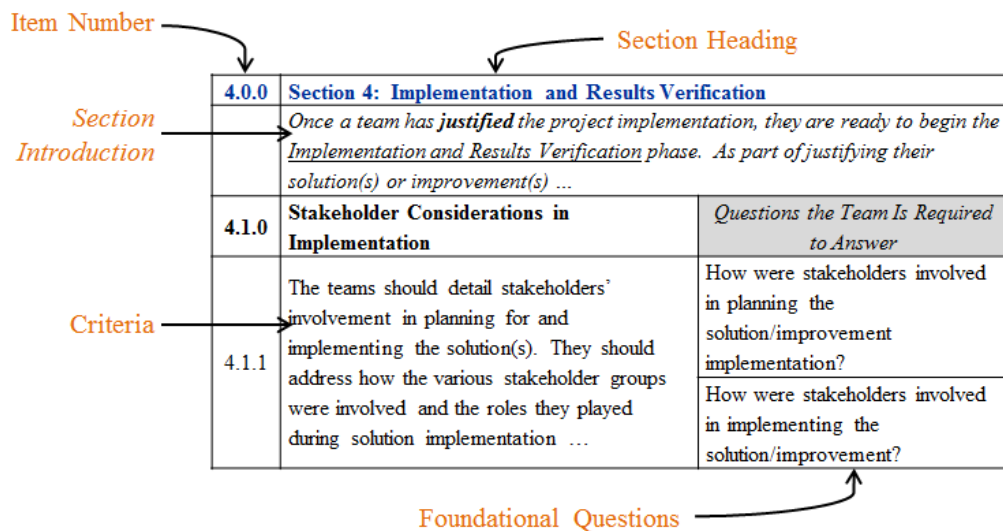 Item Number
Section Heading
4.0.0 Section 4: Implementation and Results Verification
Section
Introduction
Once a team has justified the project implementation, they are ready to begin the
Implementation and Results Verification phase. As part of justifying their
solution(s) or improvement(s) ...
4.1.0
Stakeholder Considerations in
Implementation
Questions the Team Is Required
to Answer
Criteria
4.1.1
The teams should detail stakeholders'
involvement in planning for and
implementing the solution(s). They should
address how the various stakeholder groups
were involved and the roles they played
during solution implementation ...
How were stakeholders involved
in planning the
solution/improvement
implementation?
How were stakeholders involved
in implementing the
solution/improvement?
Foundational Questions